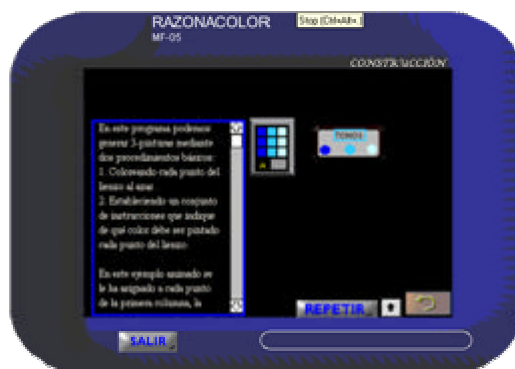 RAZONACOLOR
Stop (Ctrl+Alt+.)
MF-05
CONSTRUCCIÓN
En este programa podemos
generar 3-pinturas mediante
dos procedimientos básicos:
1. Coloreando cada punto del
lienzo al azar.
2. Estableciendo un conjunto
de instrucciones que indique
de qué color debe ser pintado
cada punto del lienzo.
En este ejemplo animado se
le ha asignado a cada punto
de la primera columna, la
TONOS
REPETIR
SALIR